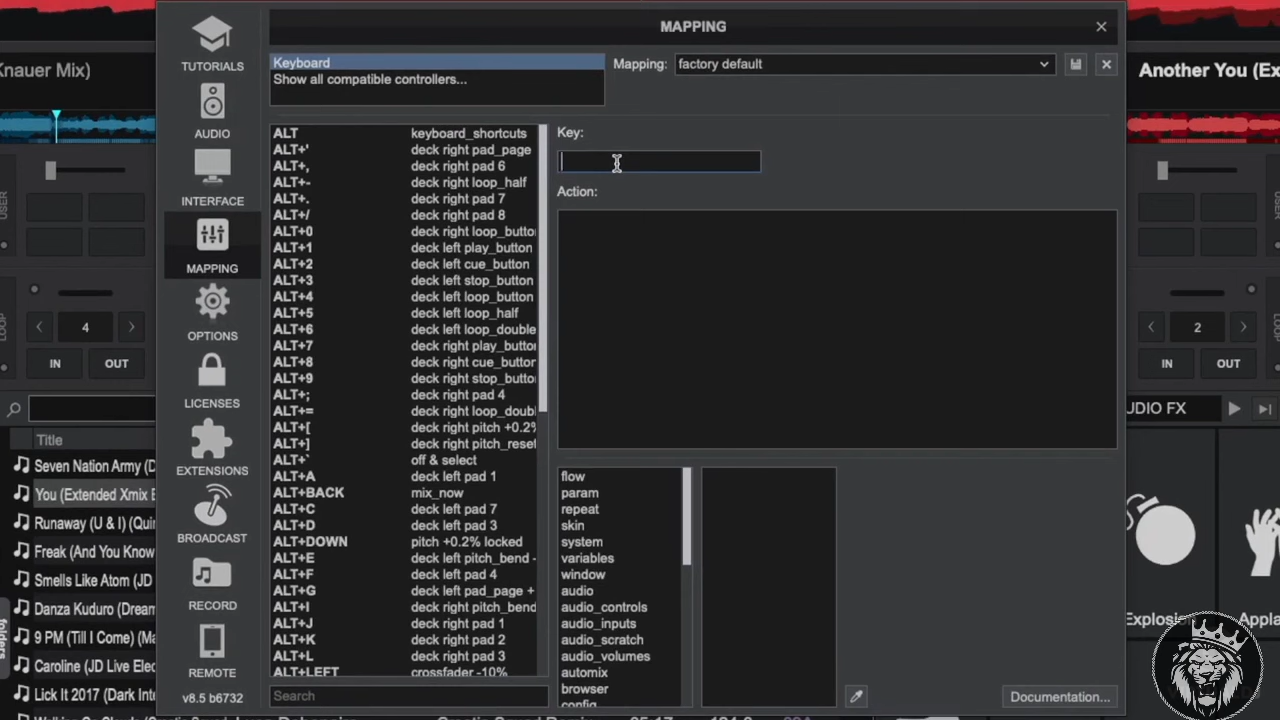 MAPPING
Knauer Mix)
Another You (Ex
TUTORIALS
AUDIO
INTERFACE
MAPPING
OPTIONS
LICENSES
EXTENSIONS
BROADCAST
RECORD
REMOTE
v8.5 b6732
Keyboard
Show all compatible controllers...
Mapping: factory default
ALT keyboard_shortcuts
ALT+' deck right pad_page
ALT+, deck right pad 6
ALT+- deck right loop_half
ALT+. deck right pad 7
ALT+/ deck right pad 8
ALT+0 deck right loop_butto
ALT+1 deck left play_button
ALT+2 deck left cue_button
ALT+3 deck left stop_button
ALT+4 deck left loop_button
ALT+5 deck left loop_half
ALT+6 deck left loop_double
ALT+7 deck right play_butto
ALT+8 deck right cue_button
ALT+9 deck right stop_butto
ALT+; deck right pad 4
ALT+= deck right loop_doubl
ALT+[ deck right pitch +0.2%
ALT+] deck right pitch_reset
ALT+` off & select
ALT+A deck left pad 1
ALT+BACK mix_now
ALT+C deck left pad 7
ALT+D deck left pad 3
ALT+DOWN pitch +0.2% locked
ALT+E deck left pitch_bend -
ALT+F deck left pad 4
ALT+G deck left pad_page +
ALT+I deck right pitch_bend
ALT+J deck right pad 1
ALT+K deck right pad 2
ALT+L deck right pad 3
ALT+LEFT crossfader -10%
Search
Key:
Action:
flow
param
repeat
skin
system
variables
window
audio
audio_controls
audio_inputs
audio_scratch
audio_volumes
automix
browser
config
Documentation...
USER
LOOP
4
IN OUT
Title
Seven Nation Army (D
You (Extended Xmix E
Runaway (U & I) (Quin
Freak (And You Know
Smells Like Atom (JD
Danza Kuduro (Dream
9 PM (Till I Come) (Ma
Caroline (JD Live Elec
Lick It 2017 (Dark Inte
folders
USER
LOOP
2
IN OUT
UDIO FX
Explosio
Appla